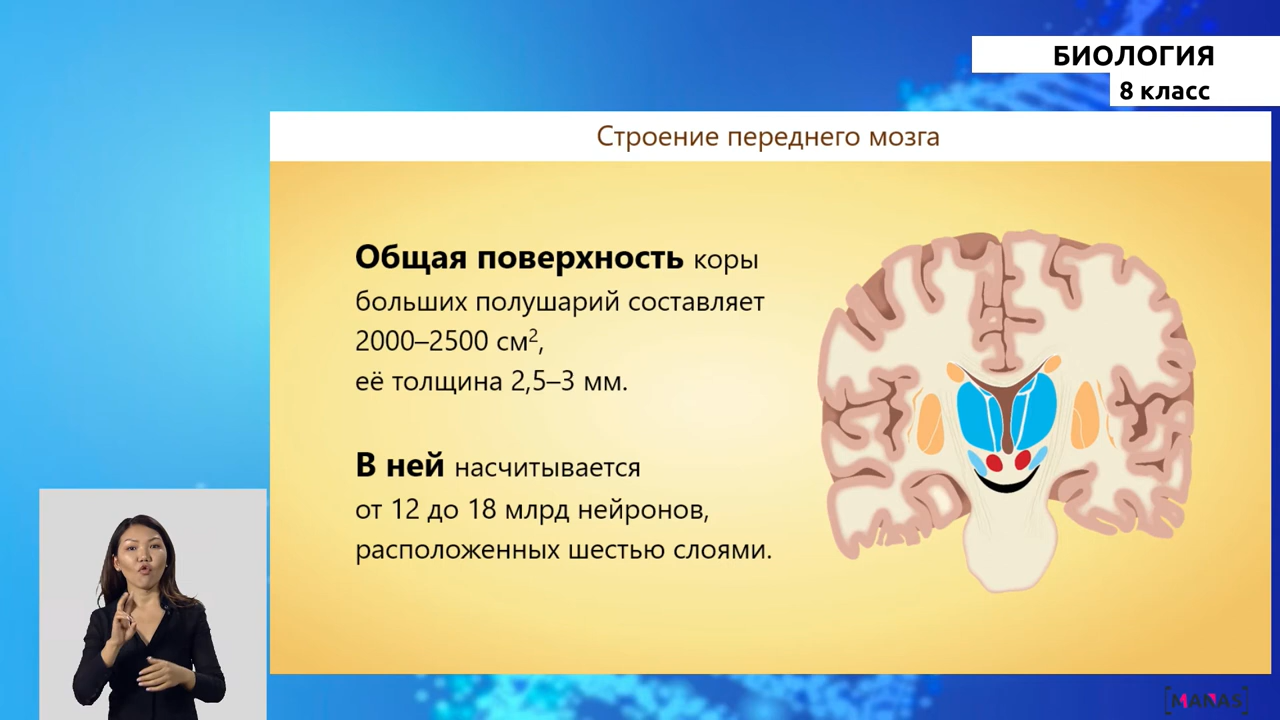 БИОЛОГИЯ
8 класс
Строение переднего мозга
Общая поверхность коры
больших полушарий составляет
2000–2500 см²,
её толщина 2,5–3 мм.
В ней насчитывается
от 12 до 18 млрд нейронов,
расположенных шестью слоями.
[MANAS]